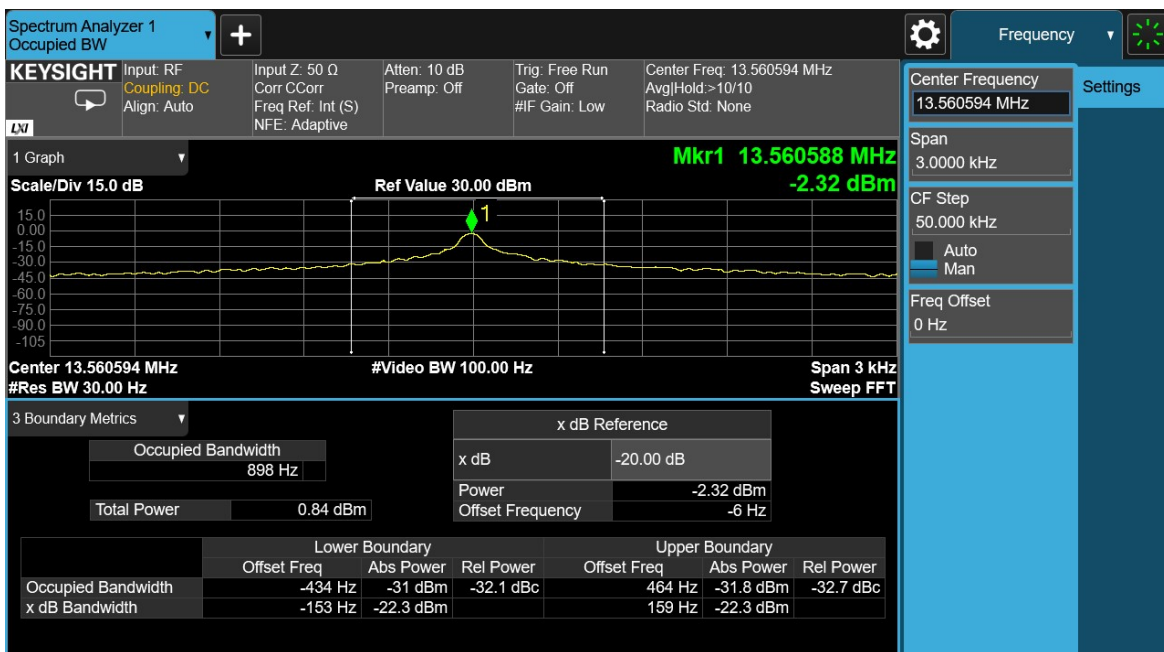 Spectrum Analyzer 1
Occupied BW
+
Frequency
KEYSIGHT
LXI
Input: RF
Coupling: DC
Align: Auto
Input Z: 50 Ω
Corr CCorr
Freq Ref: Int (S)
NFE: Adaptive
Atten: 10 dB
Preamp: Off
Trig: Free Run
Gate: Off
#IF Gain: Low
Center Freq: 13.560594 MHz
Avg|Hold:>10/10
Radio Std: None
Center Frequency
13.560594 MHz
Settings
Span
3.0000 kHz
CF Step
50.000 kHz
Auto
Man
Freq Offset
0 Hz
1 Graph
Mkr1 13.560588 MHz
Scale/Div 15.0 dB Ref Value 30.00 dBm -2.32 dBm
1
15.0
0.00
-15.0
-30.0
-45.0
-60.0
-75.0
-90.0
-105
Center 13.560594 MHz #Video BW 100.00 Hz Span 3 kHz
#Res BW 30.00 Hz Sweep FFT
3 Boundary Metrics
Occupied Bandwidth
898 Hz
Total Power 0.84 dBm
x dB Reference
x dB -20.00 dB
Power -2.32 dBm
Offset Frequency -6 Hz
Lower Boundary Upper Boundary
Offset Freq Abs Power Rel Power Offset Freq Abs Power Rel Power
Occupied Bandwidth -434 Hz -31 dBm -32.1 dBc 464 Hz -31.8 dBm -32.7 dBc
x dB Bandwidth -153 Hz -22.3 dBm 159 Hz -22.3 dBm